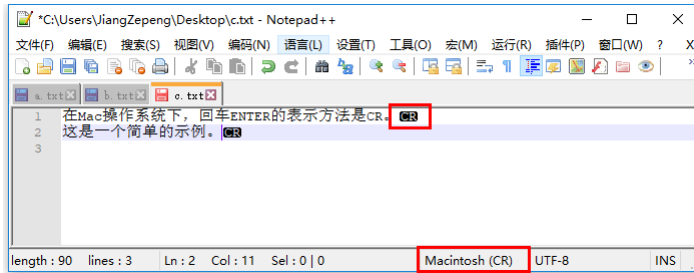 *C:\Users\JiangZepeng\Desktop\c.txt - Notepad++
文件(F) 编辑(E) 搜索(S) 视图(V) 编码(N) 语言(L) 设置(T) 工具(O) 宏(M) 运行(R) 插件(P) 窗口(W) ? X
a.txt b.txt c.txt
1 在Mac操作系统下，回车ENTER的表示方法是CR。CR
2 这是一个简单的示例。CR
3
length : 90 lines : 3 Ln : 2 Col : 11 Sel : 0 | 0 Macintosh (CR) UTF-8 INS